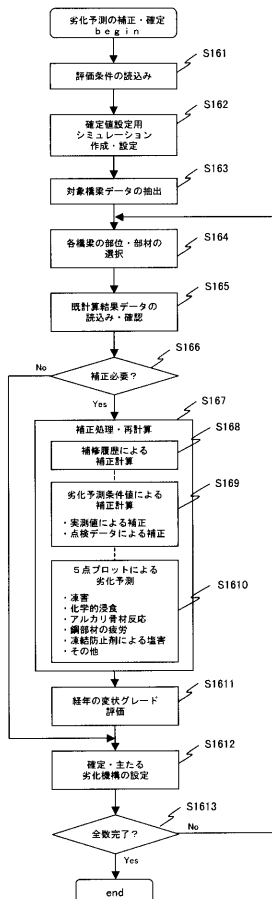 劣化予測の補正・確定
begin
S161
評価条件の読込み
S162
確定値設定用
シミュレーション
作成・設定
S163
対象橋梁データの抽出
S164
各橋梁の部位・部材の
選択
S165
既計算結果データの
読込み・確認
S166
No
補正必要?
Yes
S167
補正処理・再計算
S168
補修履歴による
補正計算
S169
劣化予測条件値による
補正計算
・実測値による補正
・点検データによる補正
S1610
5点プロットによる
劣化予測
・凍害
・化学的浸食
・アルカリ骨材反応
・鋼部材の疲労
・凍結防止剤による塩害
・その他
S1611
経年の変状グレード
評価
S1612
確定・主たる
劣化機構の設定
S1613
全数完了?
No
Yes
end